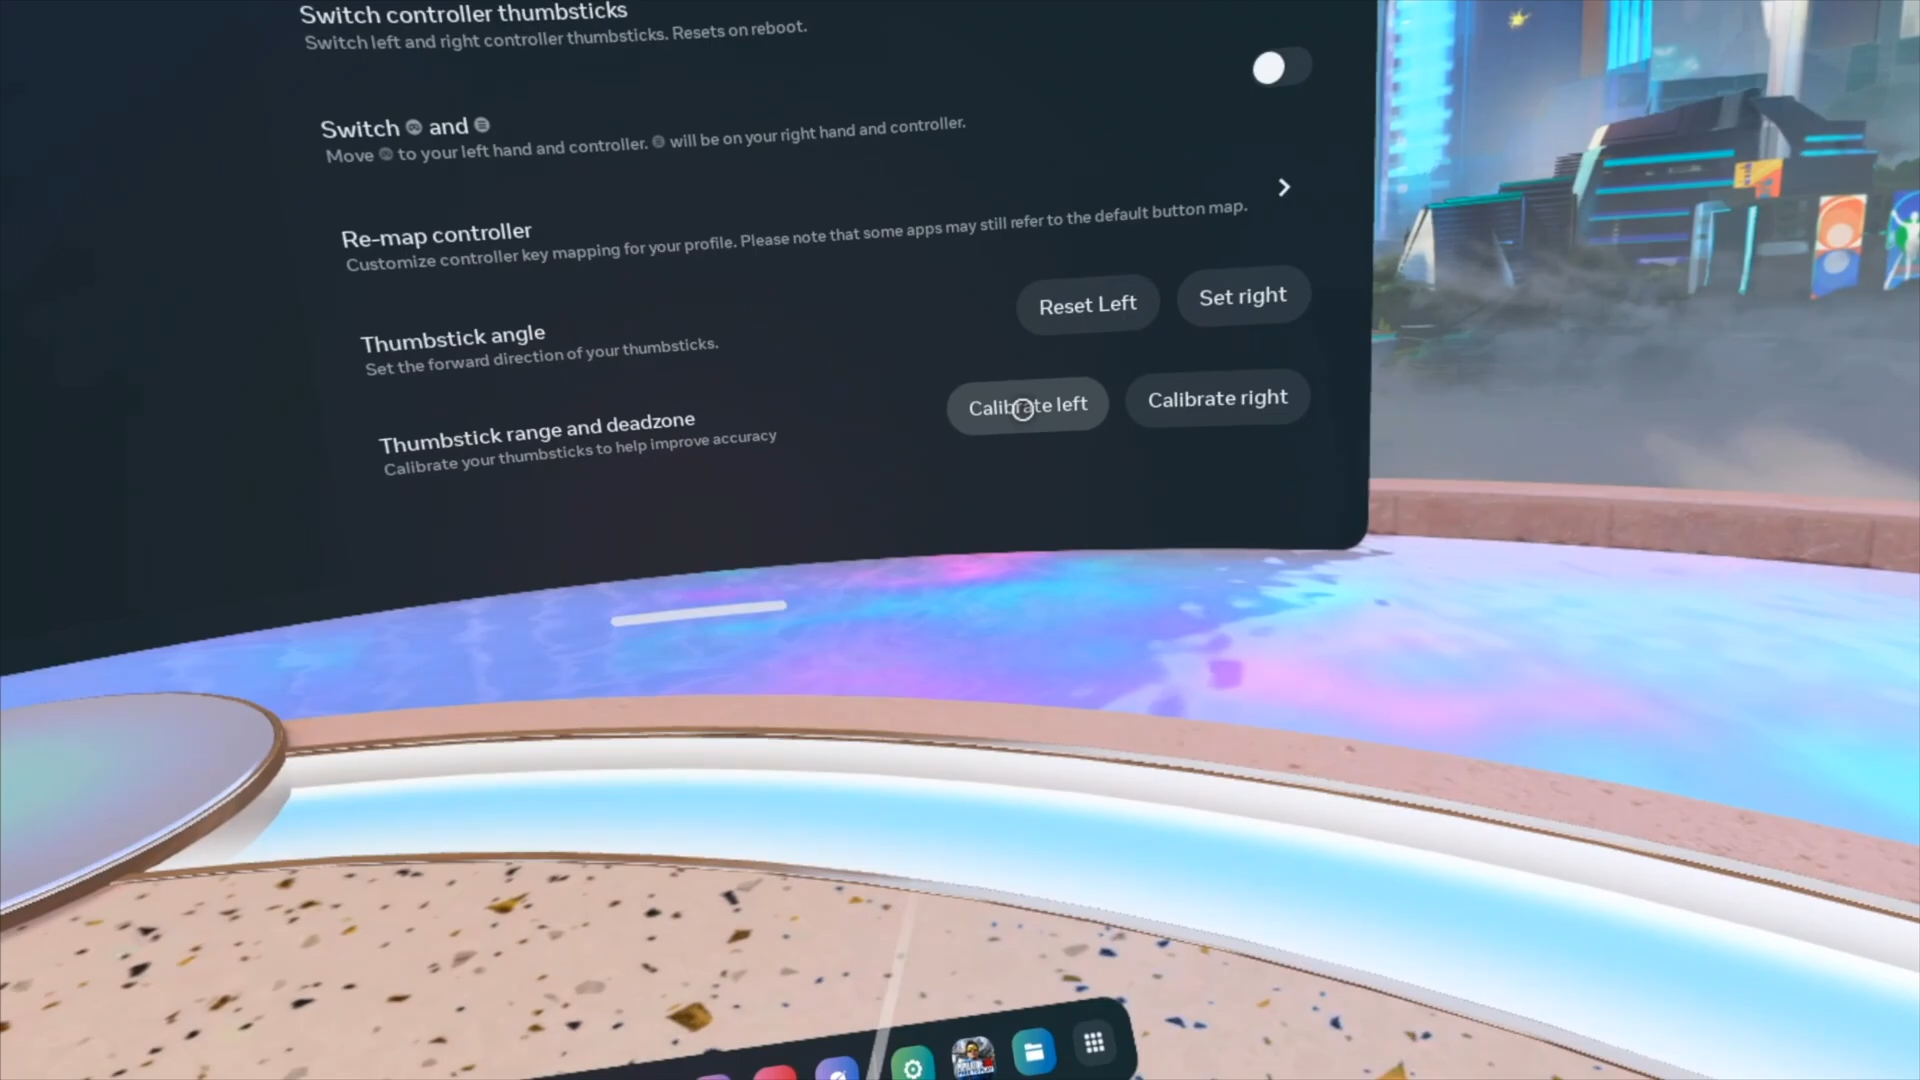 Switch controller thumbsticks
Switch left and right controller thumbsticks. Resets on reboot.
Switch and
Move to your left hand and controller. will be on your right hand and controller.
Re-map controller
Customize controller key mapping for your profile. Please note that some apps may still refer to the default button map.
Reset Left
Set right
Thumbstick angle
Set the forward direction of your thumbsticks.
Calibrate left
Calibrate right
Thumbstick range and deadzone
Calibrate your thumbsticks to help improve accuracy